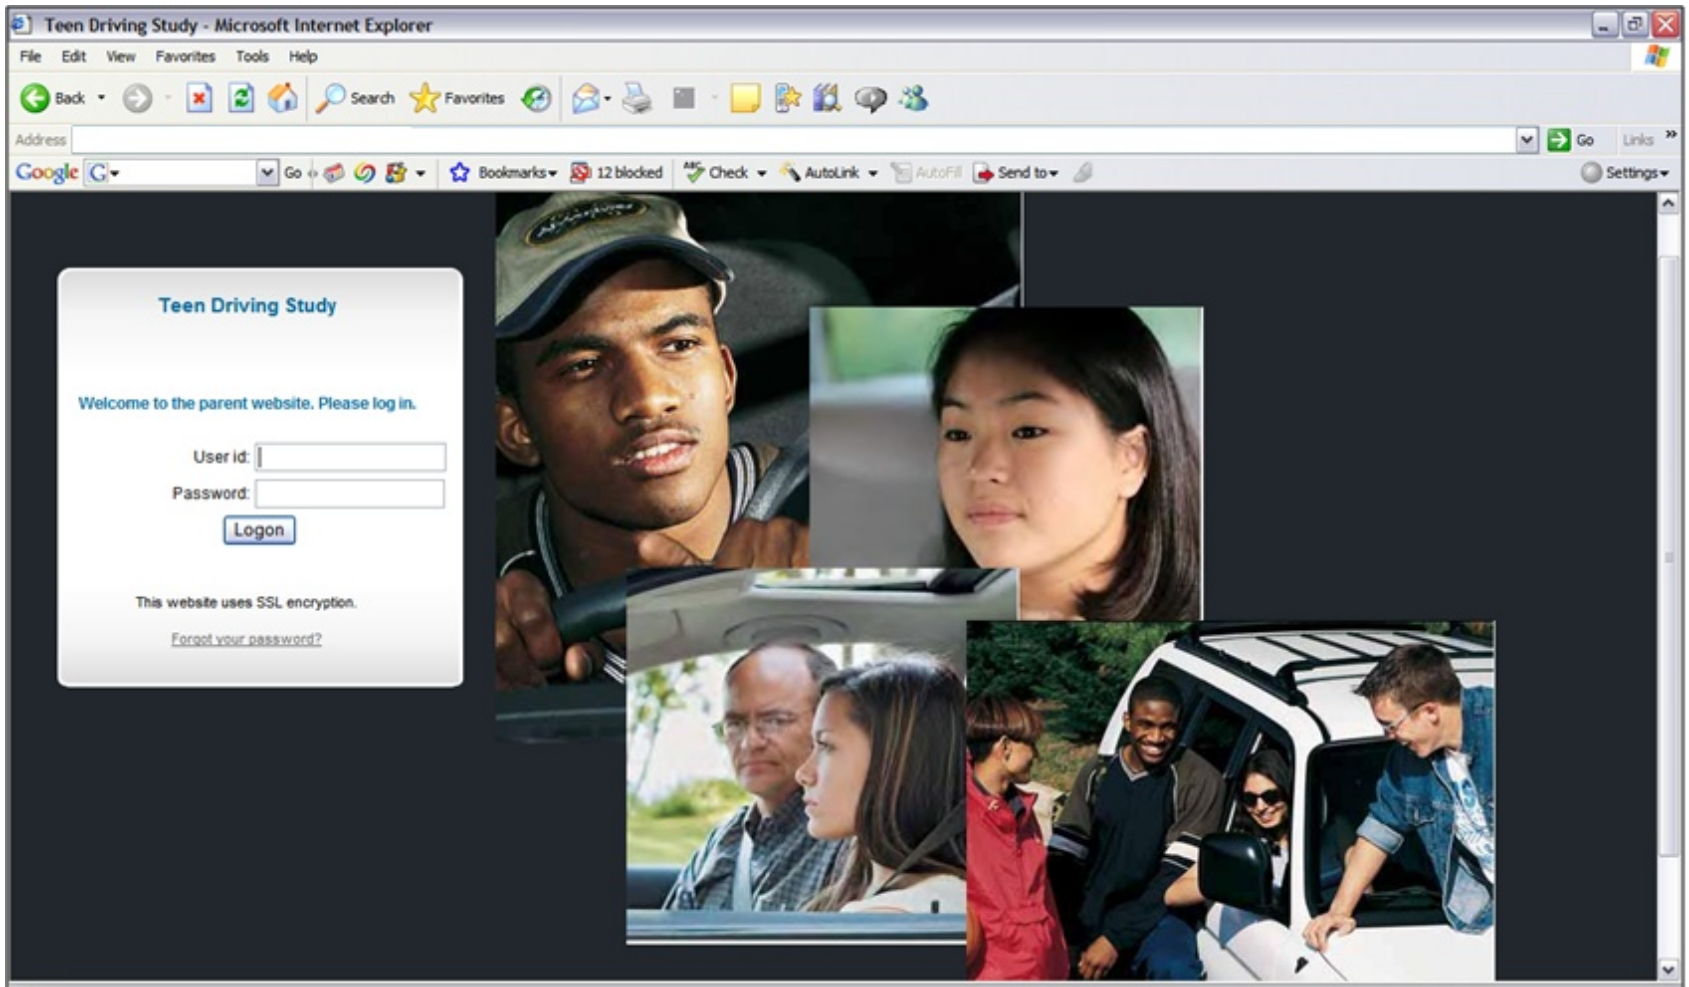 Teen Driving Study - Microsoft Internet Explorer
File Edit View Favorites Tools Help
Back Search Favorites
Address Go Links »
Google G Go Bookmarks 12 blocked ABC Check AutoLink AutoFill Send to Settings
Teen Driving Study
Welcome to the parent website. Please log in.
User id:
Password:
Logon
This website uses SSL encryption.
Forgot your password?